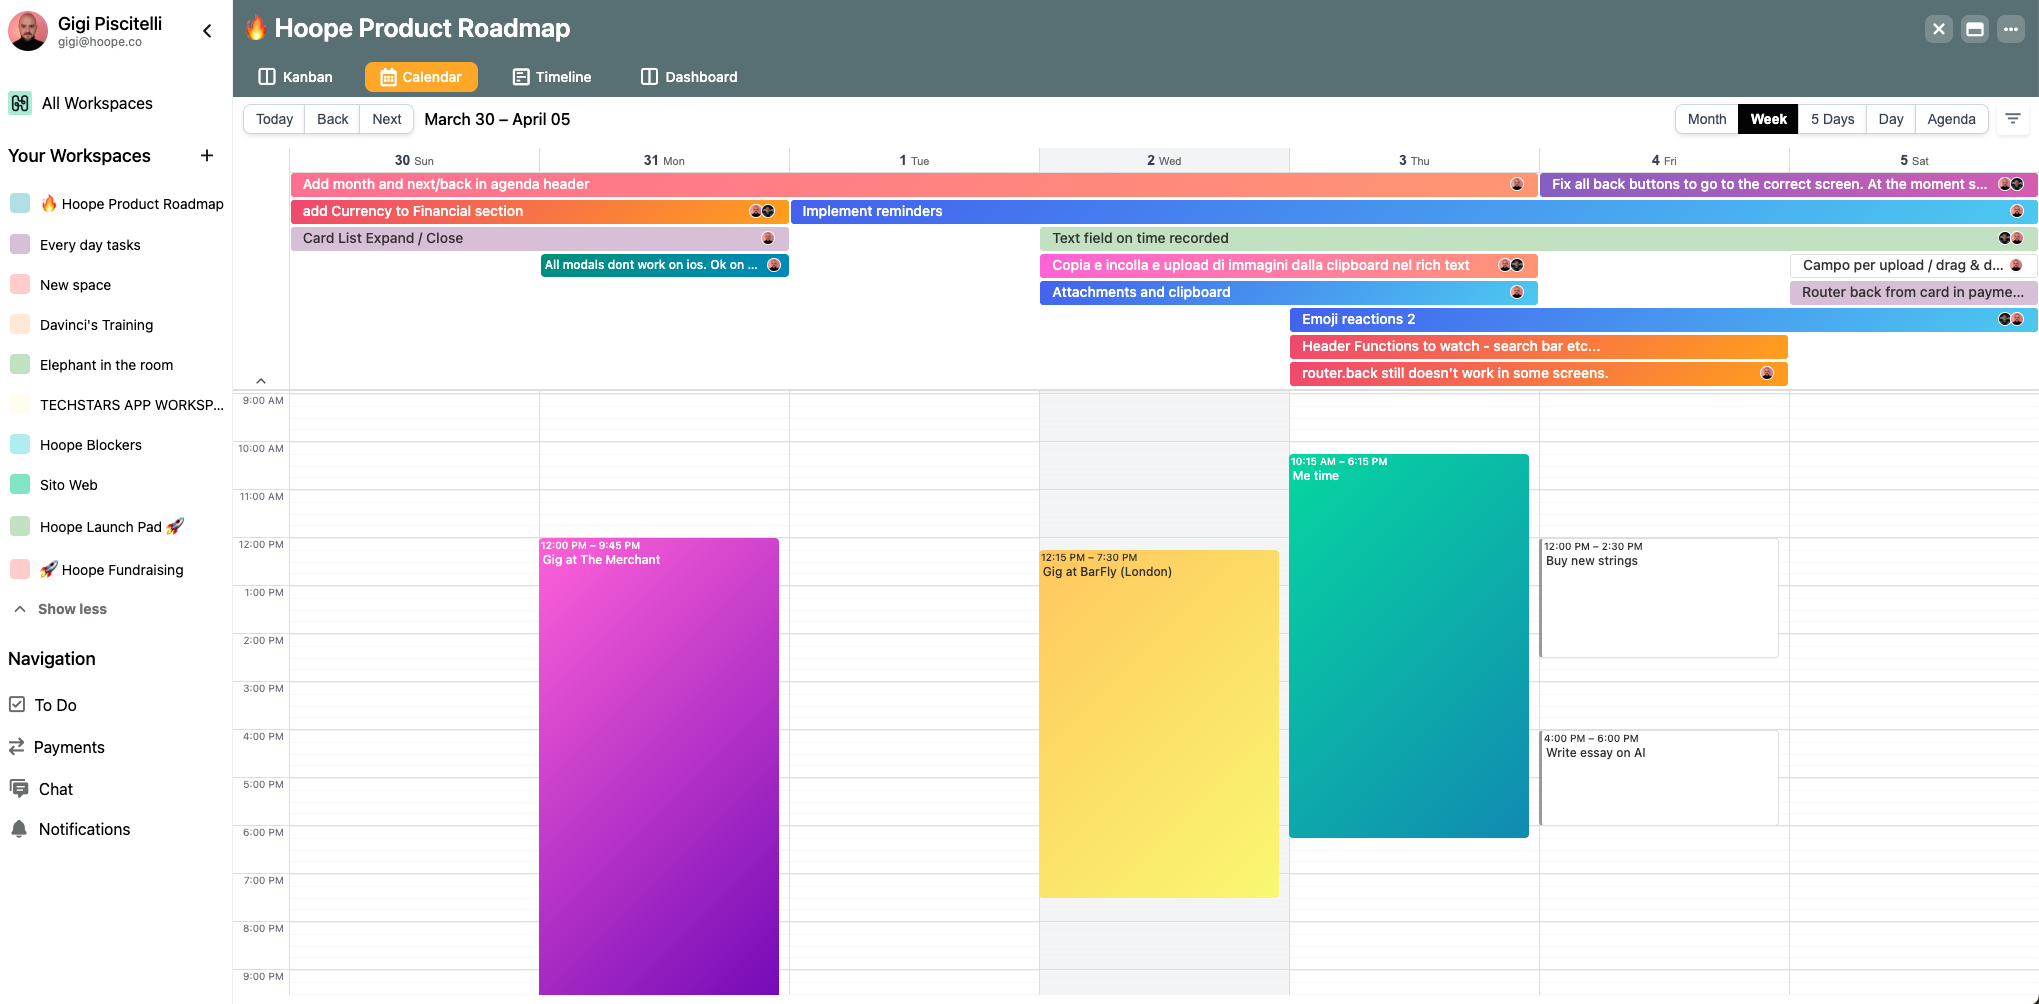 Gigi Piscitelli
gigi@hoope.co
All Workspaces
Your Workspaces
🔥 Hoope Product Roadmap
Every day tasks
New space
Davinci's Training
Elephant in the room
TECHSTARS APP WORKSP...
Hoope Blockers
Sito Web
Hoope Launch Pad 🚀
🚀 Hoope Fundraising
Show less
Navigation
To Do
Payments
Chat
Notifications
🔥 Hoope Product Roadmap
Kanban Calendar Timeline Dashboard
Today Back Next March 30 – April 05 Month Week 5 Days Day Agenda
30 Sun 31 Mon 1 Tue 2 Wed 3 Thu 4 Fri 5 Sat
Add month and next/back in agenda header
Fix all back buttons to go to the correct screen. At the moment s...
add Currency to Financial section
Implement reminders
Card List Expand / Close
Text field on time recorded
All modals dont work on ios. Ok on ...
Copia e incolla e upload di immagini dalla clipboard nel rich text
Campo per upload / drag & d...
Attachments and clipboard
Router back from card in payme...
Emoji reactions 2
Header Functions to watch - search bar etc...
router.back still doesn't work in some screens.
9:00 AM
10:00 AM
11:00 AM
12:00 PM
1:00 PM
2:00 PM
3:00 PM
4:00 PM
5:00 PM
6:00 PM
7:00 PM
8:00 PM
9:00 PM
12:00 PM – 9:45 PM
Gig at The Merchant
12:15 PM – 7:30 PM
Gig at BarFly (London)
10:15 AM – 6:15 PM
Me time
12:00 PM – 2:30 PM
Buy new strings
4:00 PM – 6:00 PM
Write essay on AI